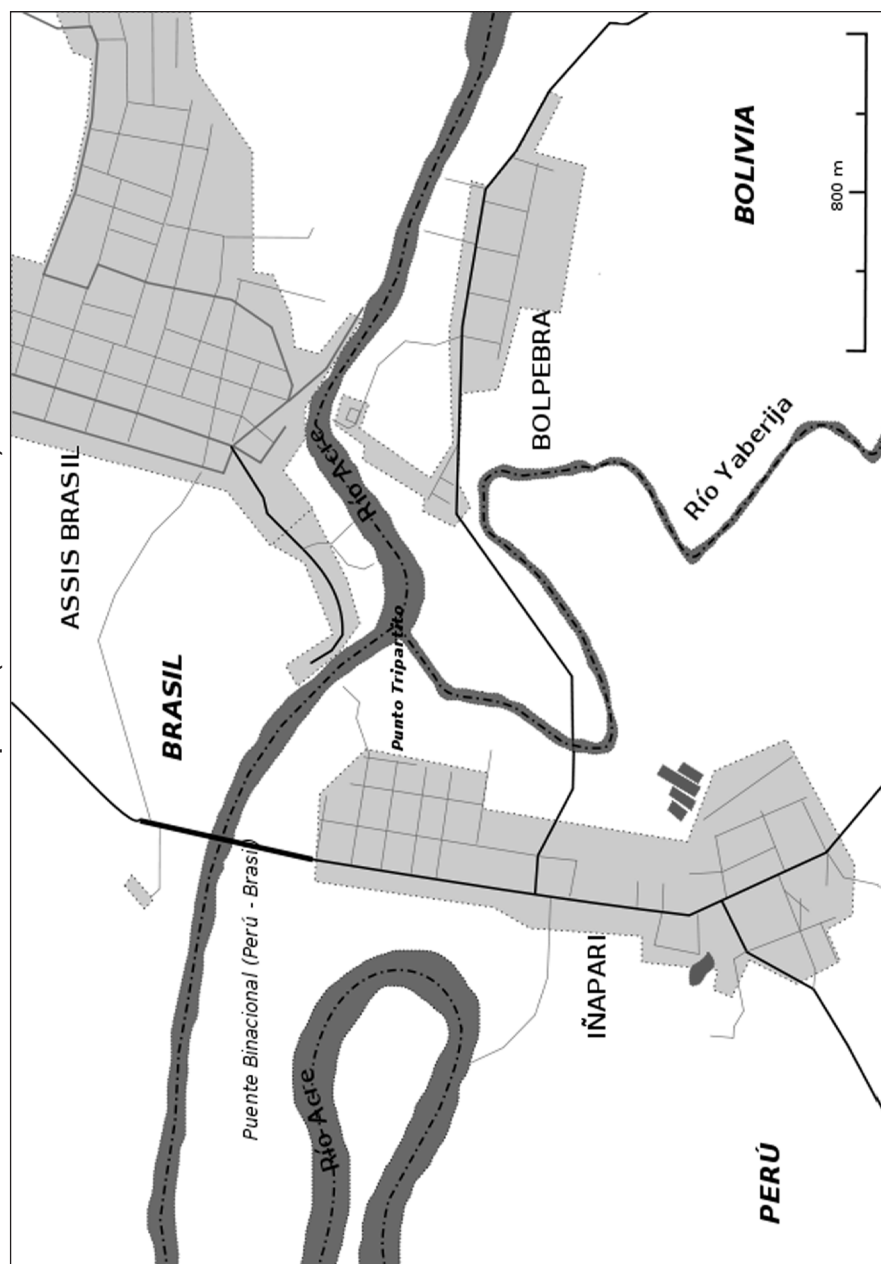 BOLIVIA
800 m
BOLPEBRA
Río Yaberija
Río Acre
ASSIS BRASIL
BRASIL
Punto Tripartito
Puente Binacional (Perú - Brasil)
IÑAPARI
Río Acre
PERÚ